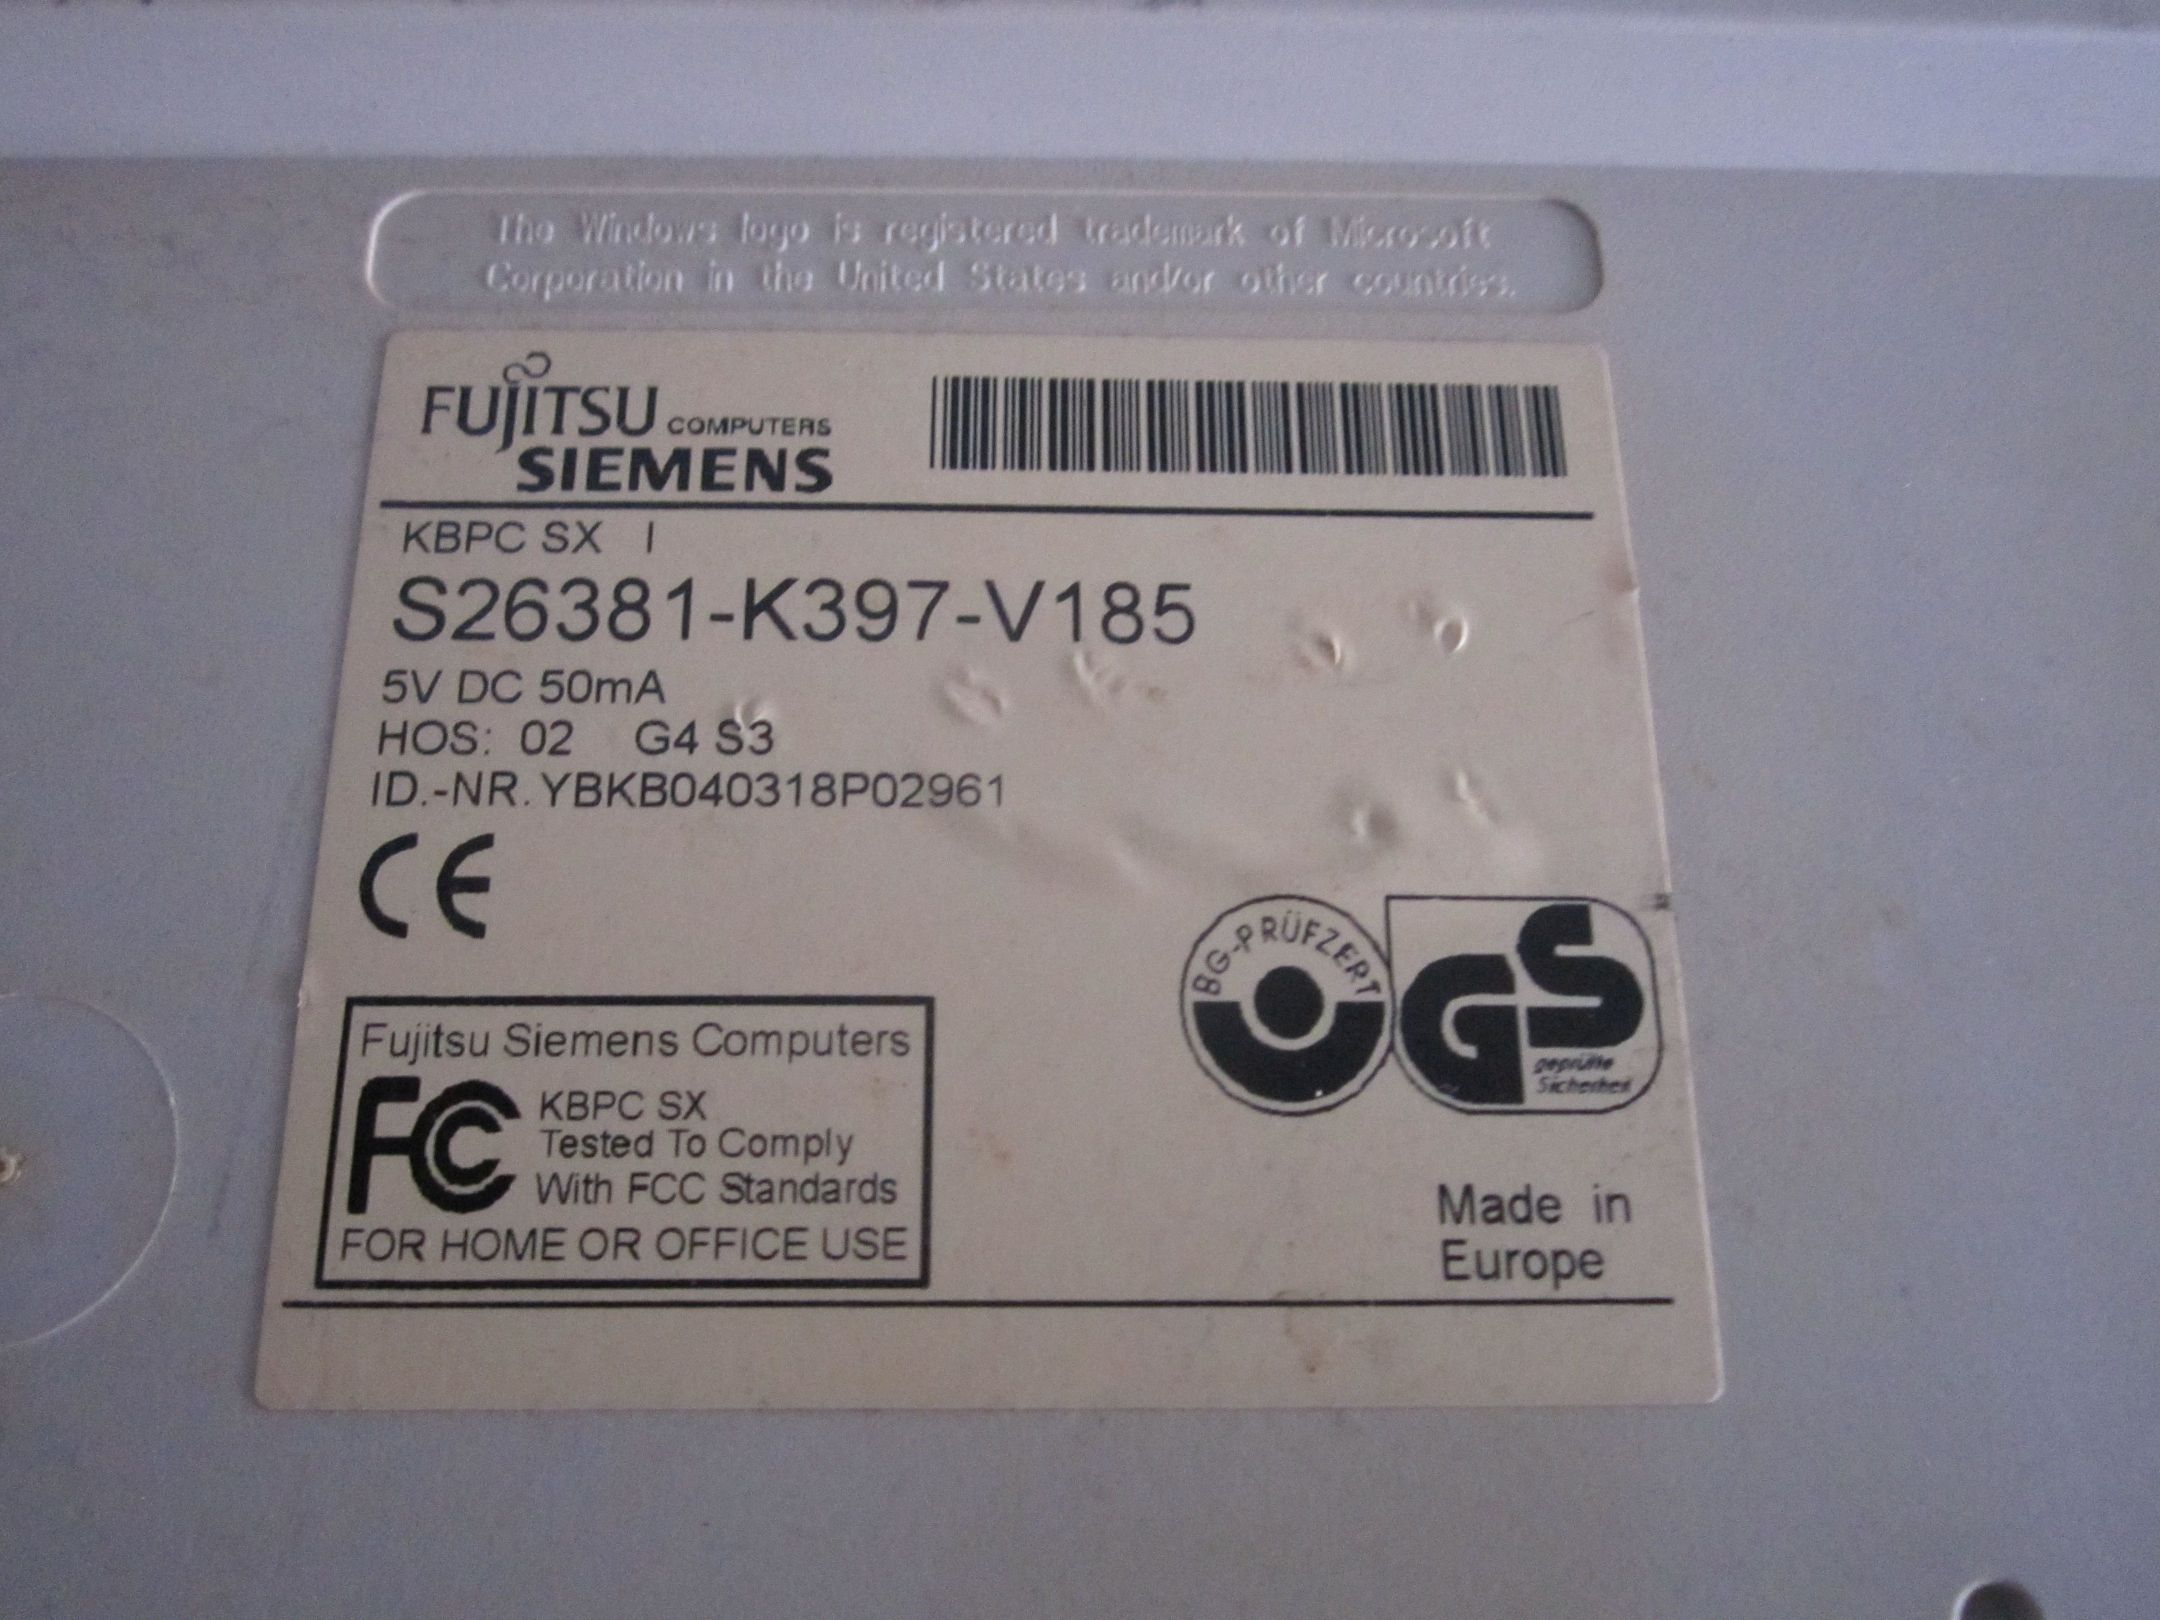 The Windows logo is registered trademark of Microsoft
Corporation in the United States and/or other countries.
FUJITSU COMPUTERS
SIEMENS
KBPC SX I
S26381-K397-V185
5V DC 50mA
HOS: 02 G4 S3
ID.-NR. YBKB040318P02961
CE
BG-PRÜFZERT
GS
geprüfte
Sicherheit
Fujitsu Siemens Computers
FC
KBPC SX
Tested To Comply
With FCC Standards
FOR HOME OR OFFICE USE
Made in
Europe